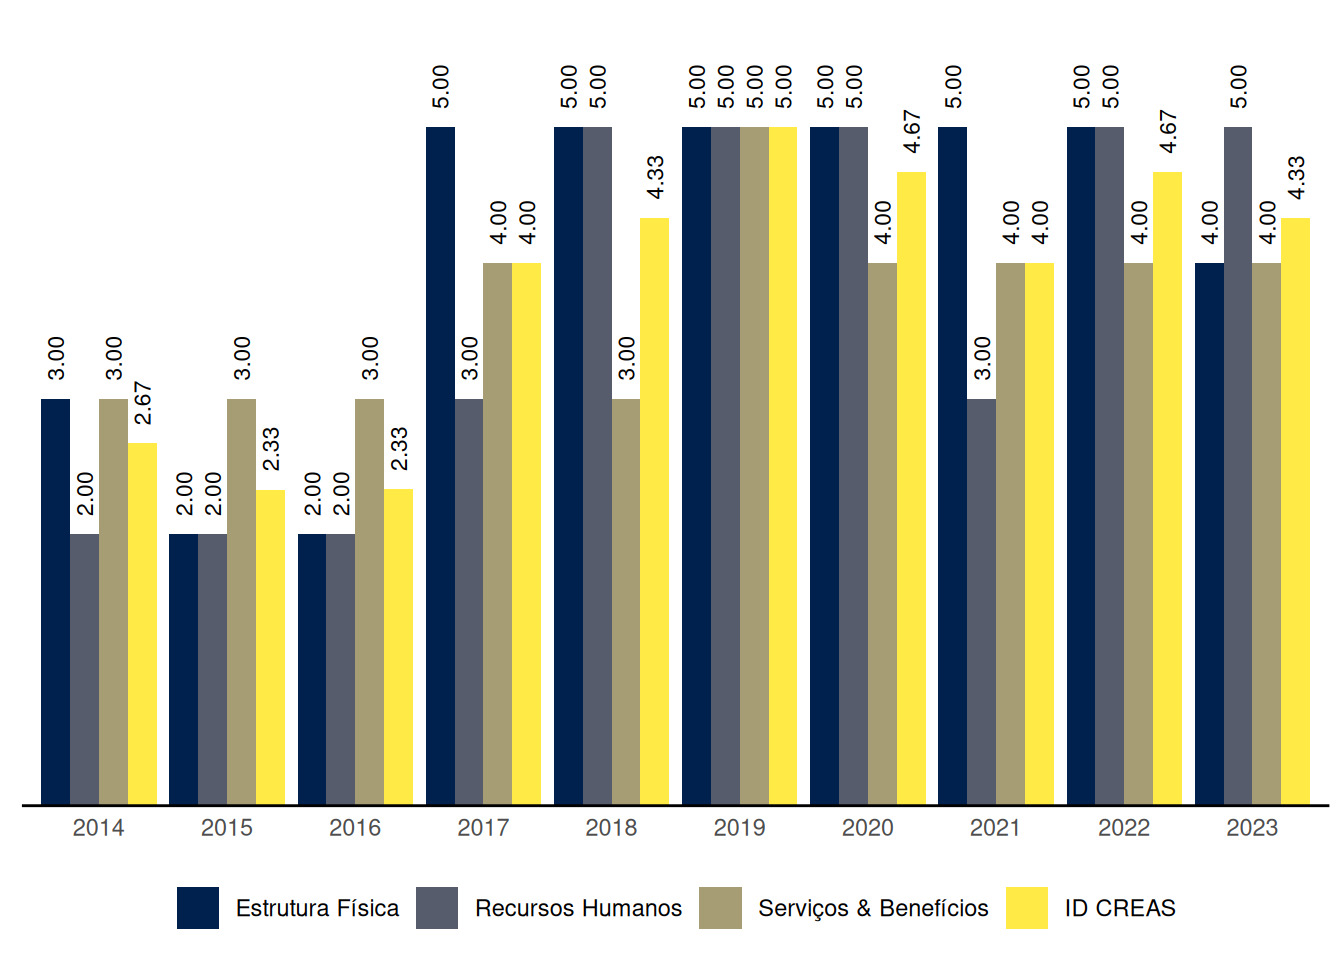 5.00 5.00 5.00 5.00 5.00 5.00 5.00 5.00 5.00 5.00 5.00 5.00 5.00
4.67 4.67
4.33 4.33
4.00 4.00 4.00 4.00 4.00 4.00 4.00 4.00
3.00 3.00 3.00 3.00 3.00 3.00 3.00
2.67
2.33 2.33
2.00 2.00 2.00 2.00 2.00
2014 2015 2016 2017 2018 2019 2020 2021 2022 2023
Estrutura Física Recursos Humanos Serviços & Benefícios ID CREAS